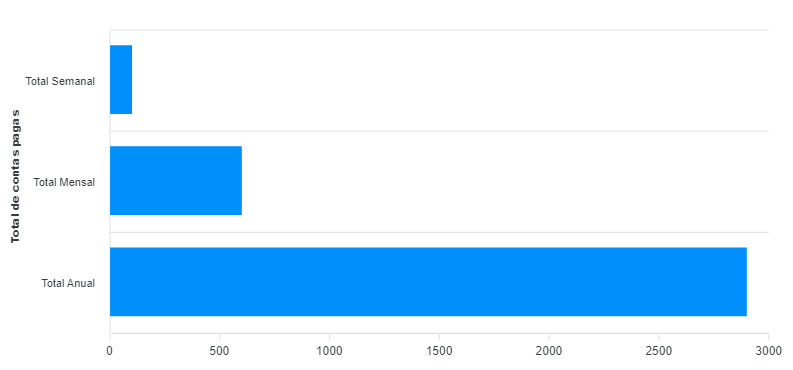 Total de contas pagas
Total Semanal
Total Mensal
Total Anual
0
500
1000
1500
2000
2500
3000